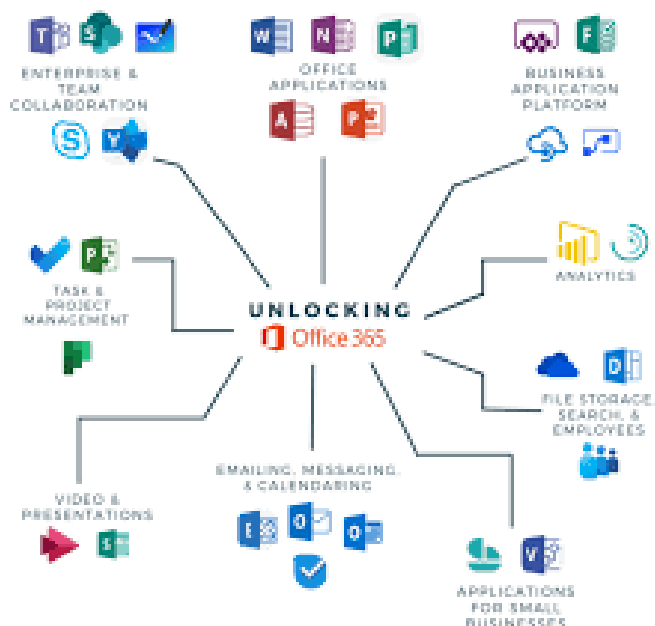 ENTERPRISE &
TEAM
COLLABORATION
OFFICE
APPLICATIONS
BUSINESS
APPLICATION
PLATFORM
TASK &
PROJECT
MANAGEMENT
UNLOCKING
Office 365
ANALYTICS
FILE STORAGE,
SEARCH, &
EMPLOYEES
VIDEO &
PRESENTATIONS
EMAILING, MESSAGING,
& CALENDARING
APPLICATIONS
FOR SMALL
BUSINESSES